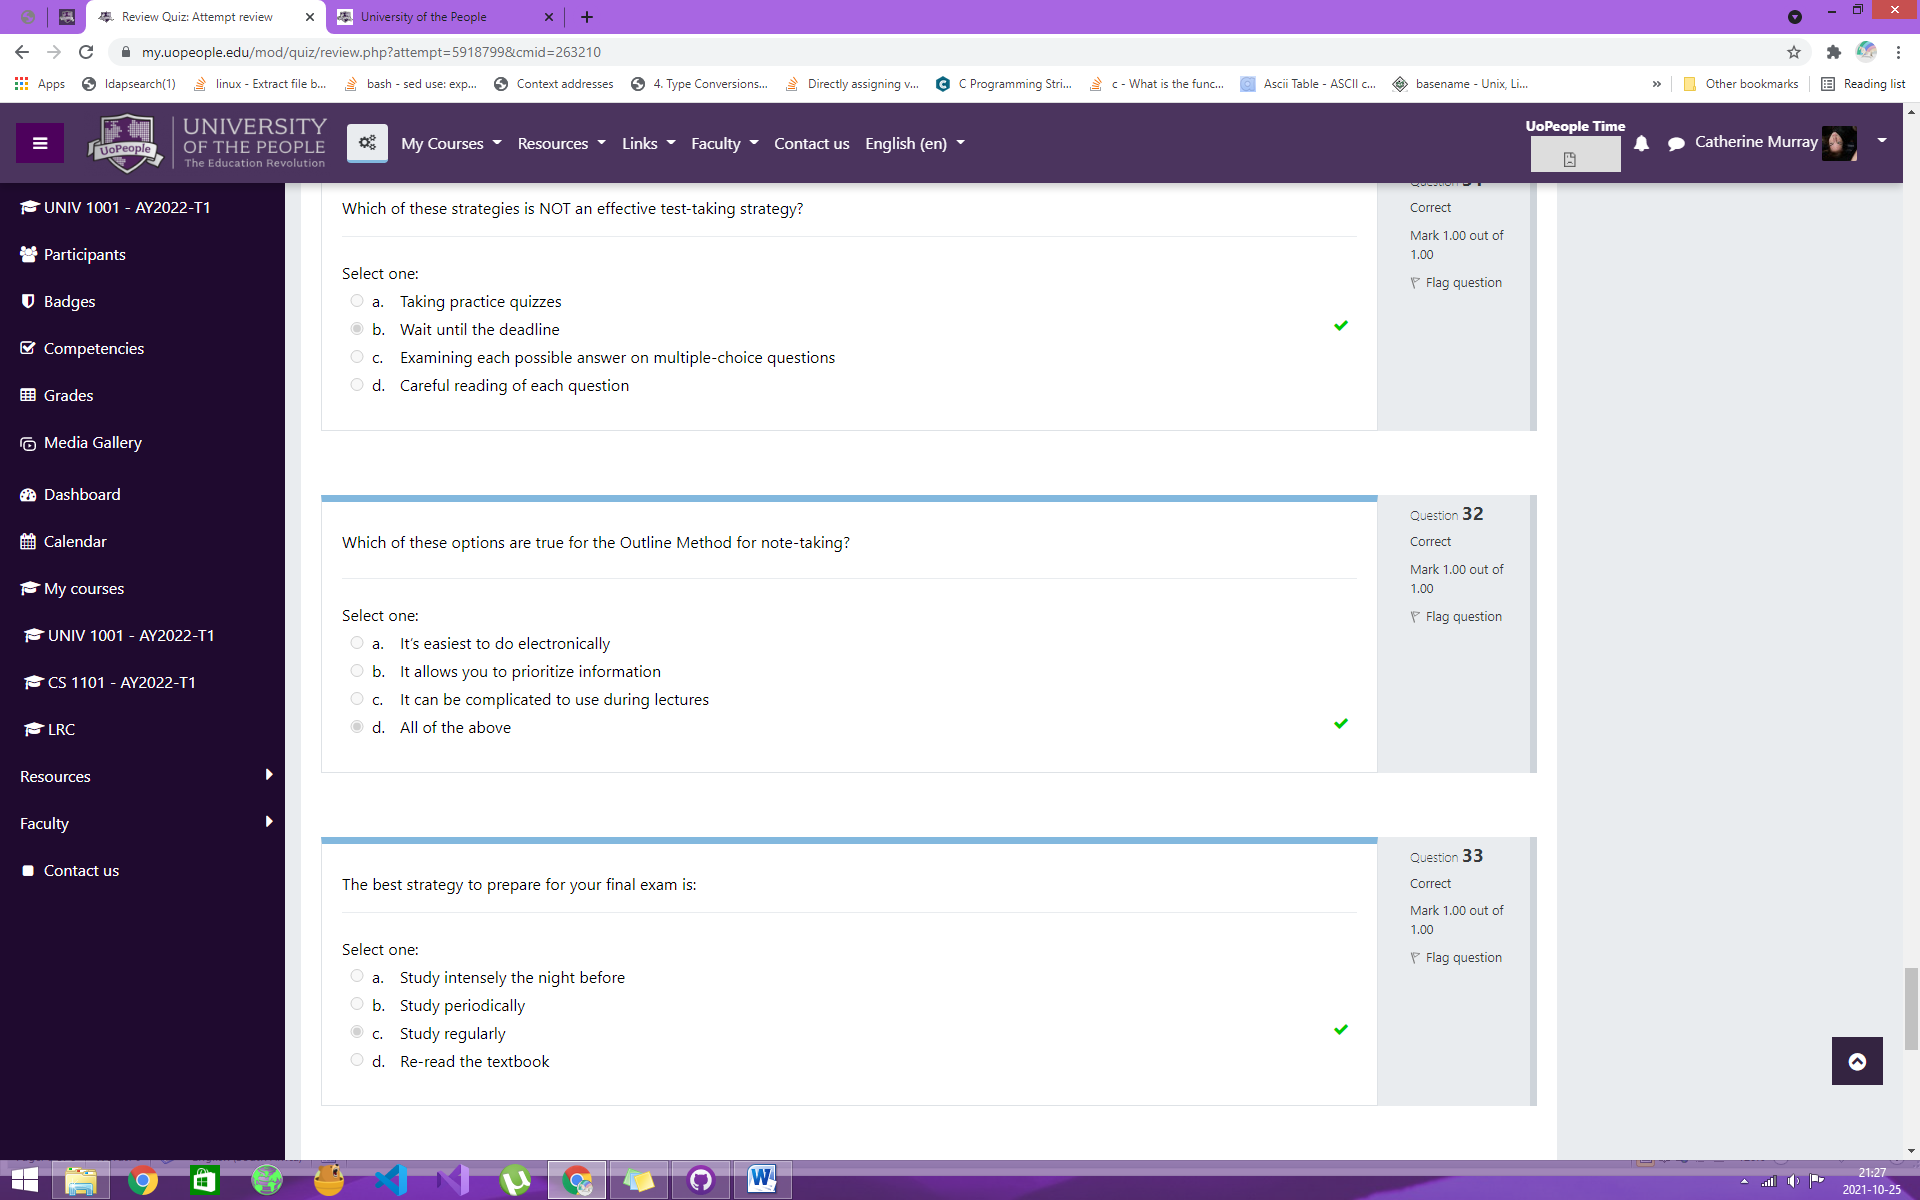 Review Quiz: Attempt review
University of the People
my.uopeople.edu/mod/quiz/review.php?attempt=5918799&cmid=263210
Apps
ldapsearch(1)
linux - Extract file b...
bash - sed use: exp...
Context addresses
4. Type Conversions...
Directly assigning v...
C Programming Stri...
c - What is the func...
Ascii Table - ASCII c...
basename - Unix, Li...
»
Other bookmarks
Reading list
UoPeople
UNIVERSITY
OF THE PEOPLE
The Education Revolution
My Courses
Resources
Links
Faculty
Contact us
English (en)
UoPeople Time
Catherine Murray
UNIV 1001 - AY2022-T1
Participants
Badges
Competencies
Grades
Media Gallery
Dashboard
Calendar
My courses
UNIV 1001 - AY2022-T1
CS 1101 - AY2022-T1
LRC
Resources
Faculty
Contact us
Which of these strategies is NOT an effective test-taking strategy?
Select one:
a. Taking practice quizzes
b. Wait until the deadline
c. Examining each possible answer on multiple-choice questions
d. Careful reading of each question
Correct
Mark 1.00 out of
1.00
Flag question
Which of these options are true for the Outline Method for note-taking?
Select one:
a. It's easiest to do electronically
b. It allows you to prioritize information
c. It can be complicated to use during lectures
d. All of the above
Question 32
Correct
Mark 1.00 out of
1.00
Flag question
The best strategy to prepare for your final exam is:
Select one:
a. Study intensely the night before
b. Study periodically
c. Study regularly
d. Re-read the textbook
Question 33
Correct
Mark 1.00 out of
1.00
Flag question
21:27
2021-10-25